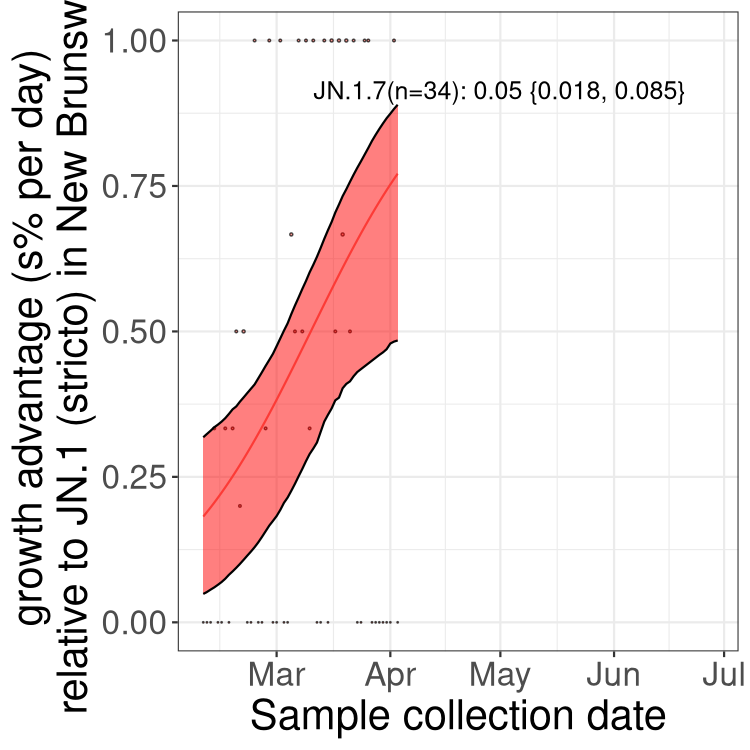 growth advantage (s% per day)
relative to JN.1 (stricto) in New Brunsw
1.00
0.75
0.50
0.25
0.00
JN.1.7(n=34): 0.05 {0.018, 0.085}
Mar Apr May Jun Jul
Sample collection date